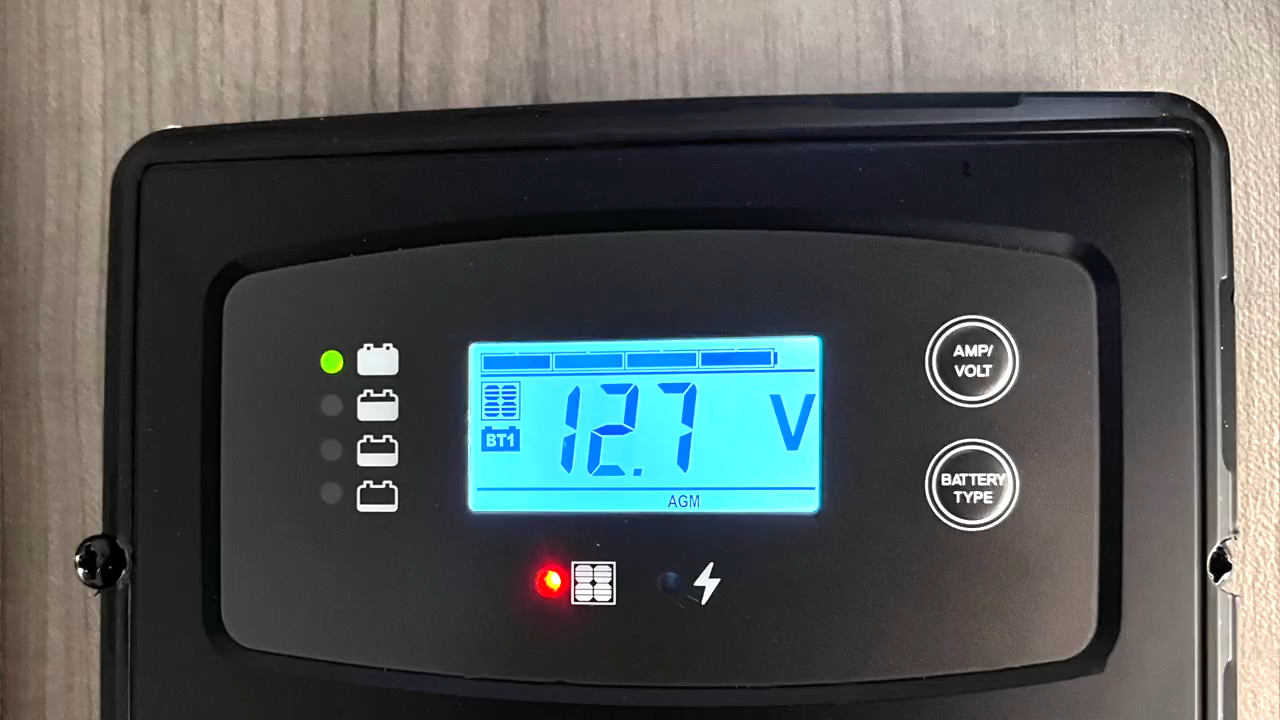 BT1
12.7 V
AGM
AMP/
VOLT
BATTERY
TYPE